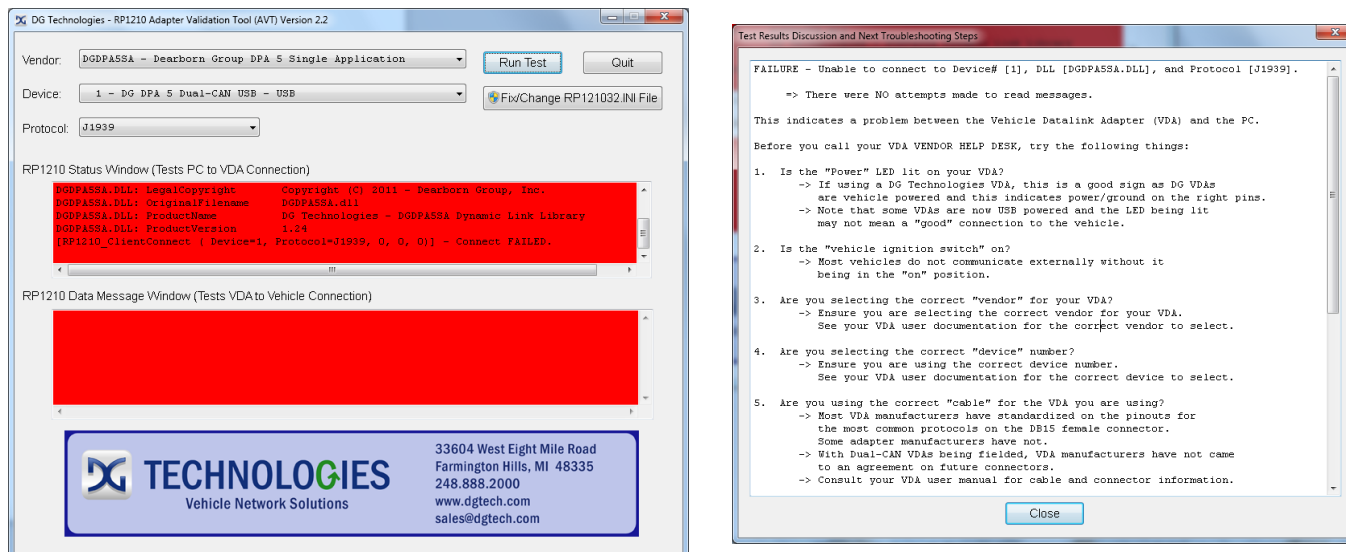 DG Technologies - RP1210 Adapter Validation Tool (AVT) Version 2.2
Vendor: DGDPA5SA - Dearborn Group DPA 5 Single Application
Run Test
Quit
Device: 1 - DG DPA 5 Dual-CAN USB - USB
Fix/Change RP121032.INI File
Protocol: J1939
RP1210 Status Window (Tests PC to VDA Connection)
DGDPA5SA.DLL: LegalCopyright Copyright (C) 2011 - Dearborn Group, Inc.
DGDPA5SA.DLL: OriginalFilename DGDPA5SA.dll
DGDPA5SA.DLL: ProductName DG Technologies - DGDPA5SA Dynamic Link Library
DGDPA5SA.DLL: ProductVersion 1.24
[RP1210_ClientConnect ( Device=1, Protocol=J1939, 0, 0, 0)] - Connect FAILED.
RP1210 Data Message Window (Tests VDA to Vehicle Connection)
DG TECHNOLOGIES
Vehicle Network Solutions
33604 West Eight Mile Road
Farmington Hills, MI 48335
248.888.2000
www.dgtech.com
sales@dgtech.com
Test Results Discussion and Next Troubleshooting Steps
FAILURE - Unable to connect to Device# [1], DLL [DGDPA5SA.DLL], and Protocol [J1939].
=> There were NO attempts made to read messages.
This indicates a problem between the Vehicle Datalink Adapter (VDA) and the PC.
Before you call your VDA VENDOR HELP DESK, try the following things:
1. Is the "Power" LED lit on your VDA?
-> If using a DG Technologies VDA, this is a good sign as DG VDAs
are vehicle powered and this indicates power/ground on the right pins.
-> Note that some VDAs are now USB powered and the LED being lit
may not mean a "good" connection to the vehicle.
2. Is the "vehicle ignition switch" on?
-> Most vehicles do not communicate externally without it
being in the "on" position.
3. Are you selecting the correct "vendor" for your VDA?
-> Ensure you are selecting the correct vendor for your VDA.
See your VDA user documentation for the correct vendor to select.
4. Are you selecting the correct "device" number?
-> Ensure you are using the correct device number.
See your VDA user documentation for the correct device to select.
5. Are you using the correct "cable" for the VDA you are using?
-> Most VDA manufacturers have standardized on the pinouts for
the most common protocols on the DB15 female connector.
Some adapter manufacturers have not.
-> With Dual-CAN VDAs being fielded, VDA manufacturers have not came
to an agreement on future connectors.
-> Consult your VDA user manual for cable and connector information.
Close